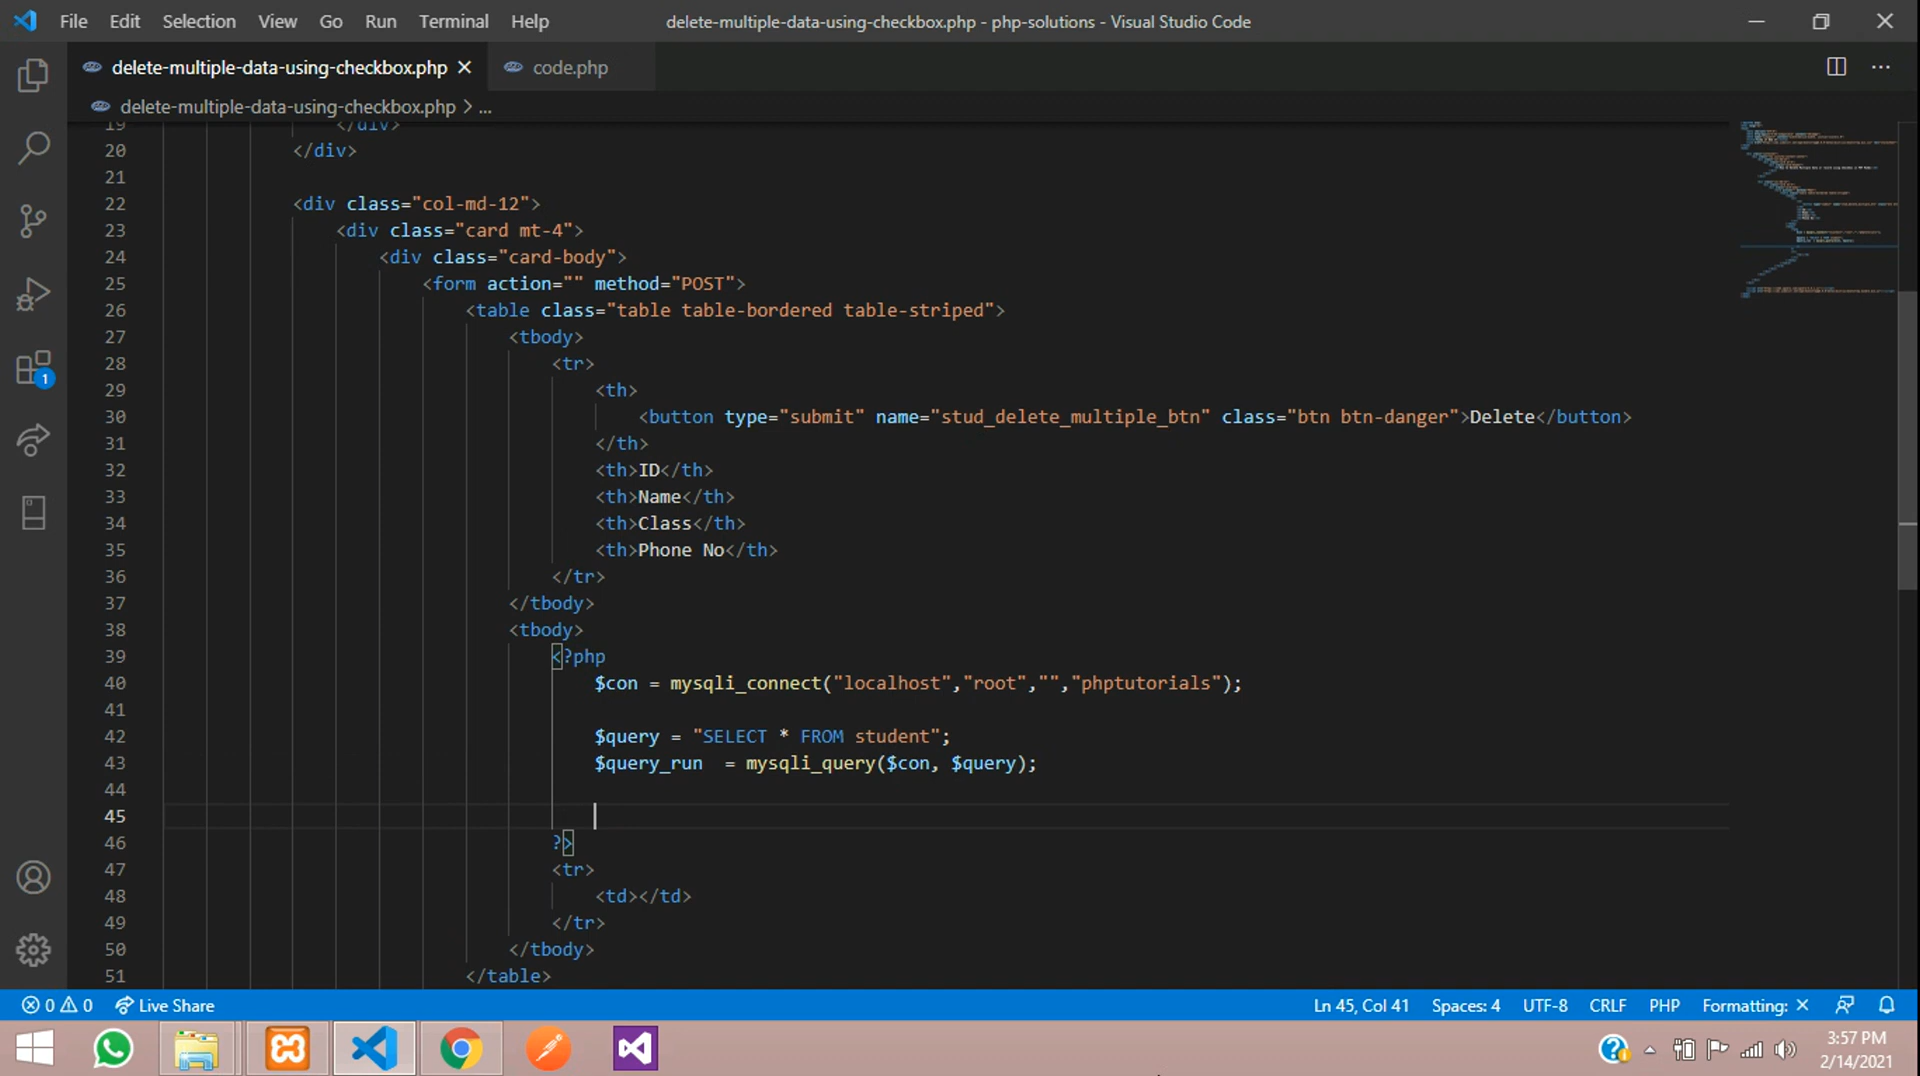 File Edit Selection View Go Run Terminal Help delete-multiple-data-using-checkbox.php - php-solutions - Visual Studio Code
delete-multiple-data-using-checkbox.php code.php
delete-multiple-data-using-checkbox.php > ...
19 </div>
20 </div>
21
22 <div class="col-md-12">
23 <div class="card mt-4">
24 <div class="card-body">
25 <form action="" method="POST">
26 <table class="table table-bordered table-striped">
27 <tbody>
28 <tr>
29 <th>
30 <button type="submit" name="stud_delete_multiple_btn" class="btn btn-danger">Delete</button>
31 </th>
32 <th>ID</th>
33 <th>Name</th>
34 <th>Class</th>
35 <th>Phone No</th>
36 </tr>
37 </tbody>
38 <tbody>
39 <?php
40 $con = mysqli_connect("localhost","root","","phptutorials");
41
42 $query = "SELECT * FROM student";
43 $query_run  = mysqli_query($con, $query);
44
45
46 ?>
47 <tr>
48 <td></td>
49 </tr>
50 </tbody>
51 </table>
1
0 0 Live Share Ln 45, Col 41 Spaces: 4 UTF-8 CRLF PHP Formatting: ×
3:57 PM
2/14/2021